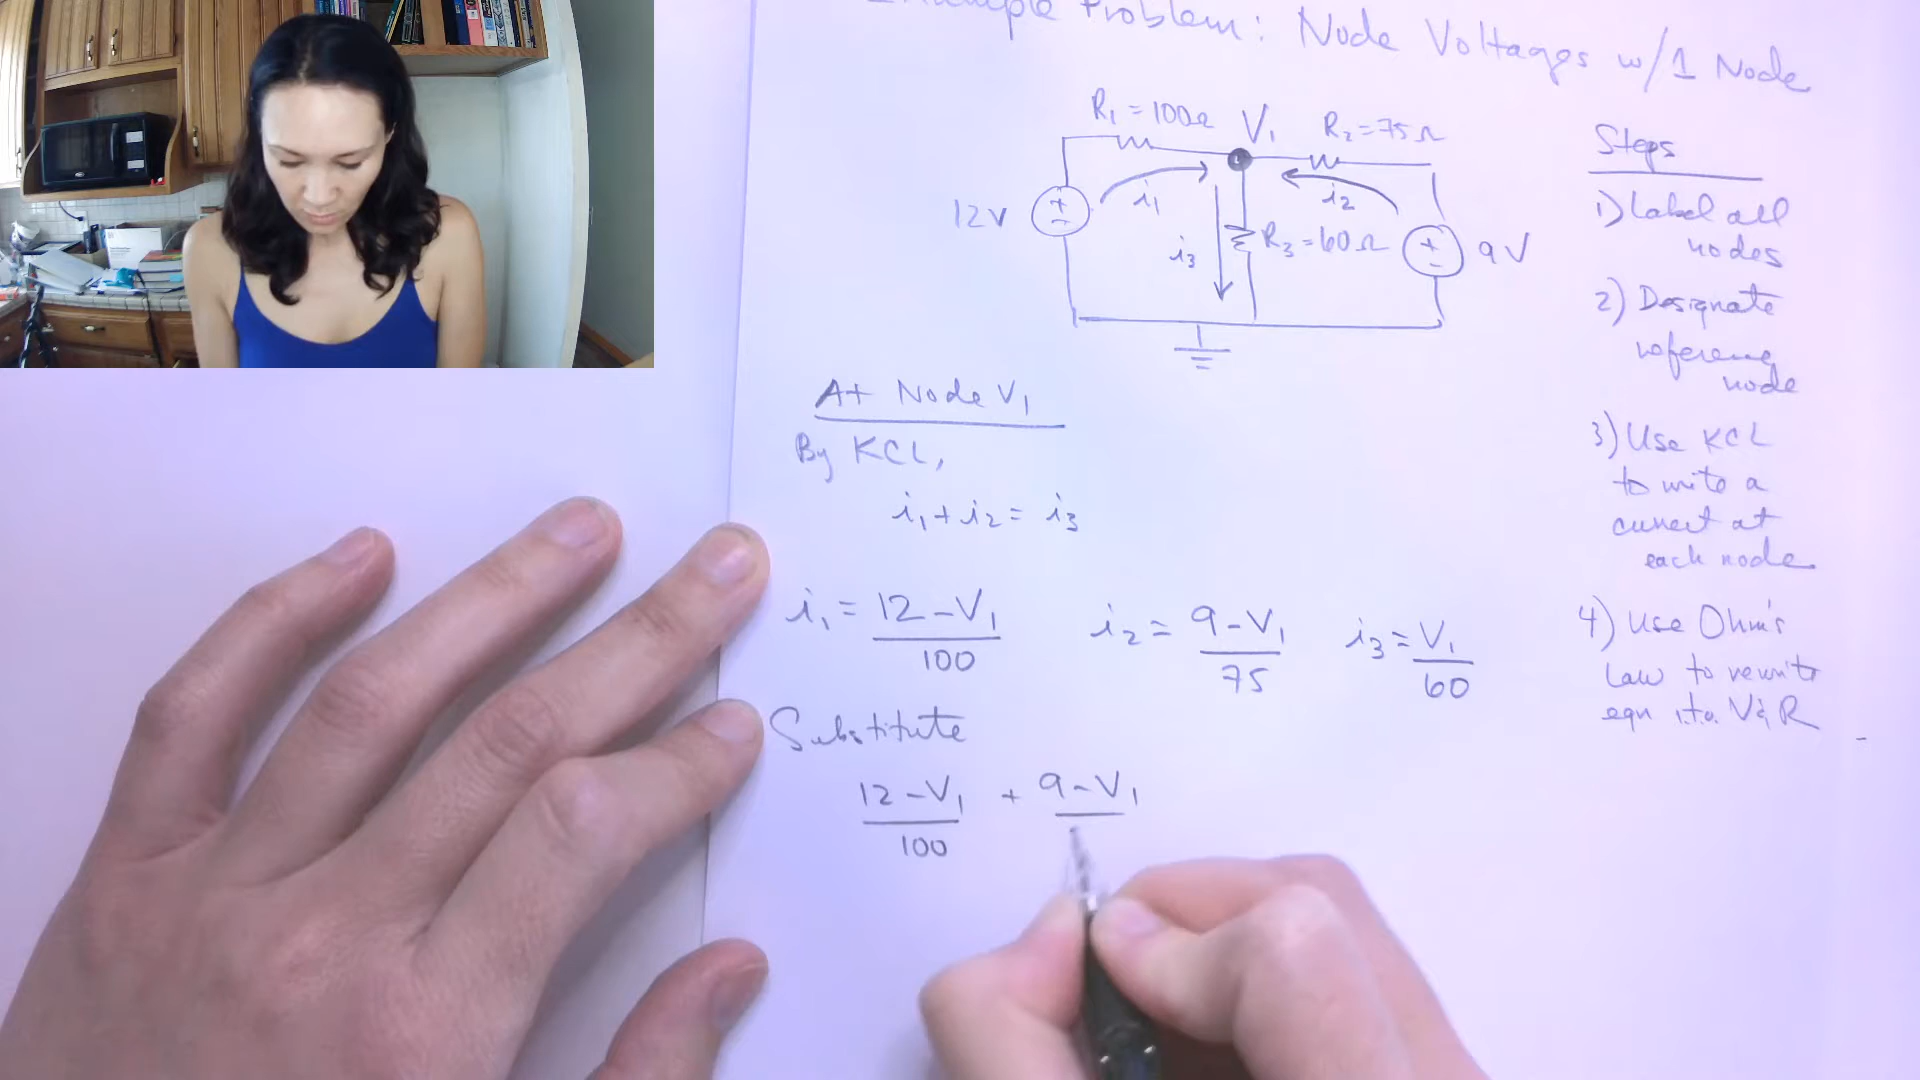 Example Problem: Node Voltages w/1 Node
R₁ = 100Ω
V₁
R₂ = 75Ω
12V
+
-
i₁
i₂
i₃
R₃ = 60Ω
+
-
9V
At Node V₁
By KCL,
i₁ + i₂ = i₃
i₁ = 12 - V₁ / 100
i₂ = 9 - V₁ / 75
i₃ = V₁ / 60
Substitute
12 - V₁ / 100 + 9 - V₁
Steps
1) Label all
nodes
2) Designate
reference
node
3) Use KCL
to write a
current at
each node
4) Use Ohm's
Law to rewrite
eqn i.t.o. V & R